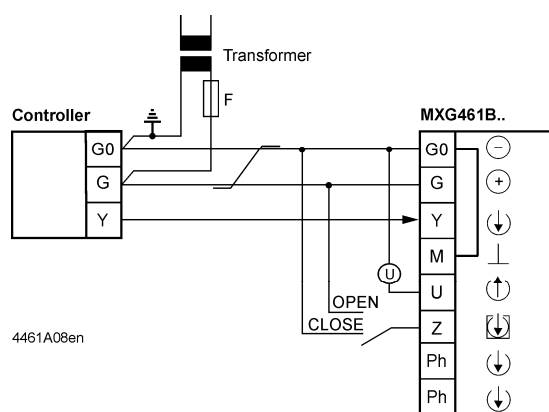 Transformer
F
Controller
MXG461B..
G0
G0
G
G
Y
Y
M
U
U
OPEN
CLOSE
Z
4461A08en
Ph
Ph